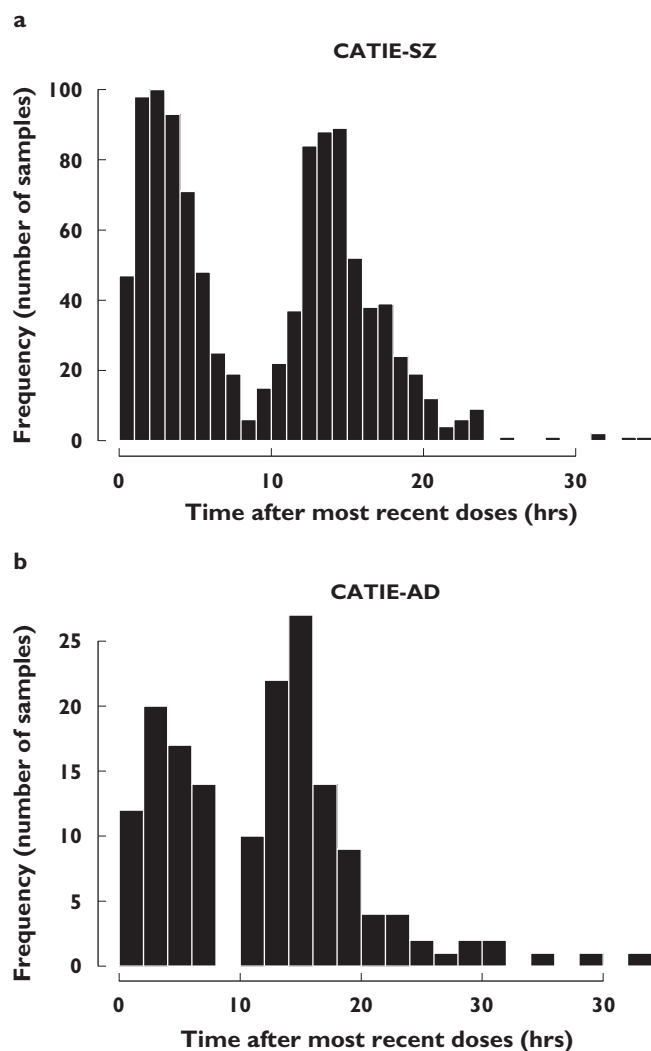 a
CATIE-SZ
Frequency (number of samples)
100
80
60
40
20
0
0 10 20 30
Time after most recent doses (hrs)
b
CATIE-AD
Frequency (number of samples)
25
20
15
10
5
0
0 10 20 30 30
Time after most recent doses (hrs)